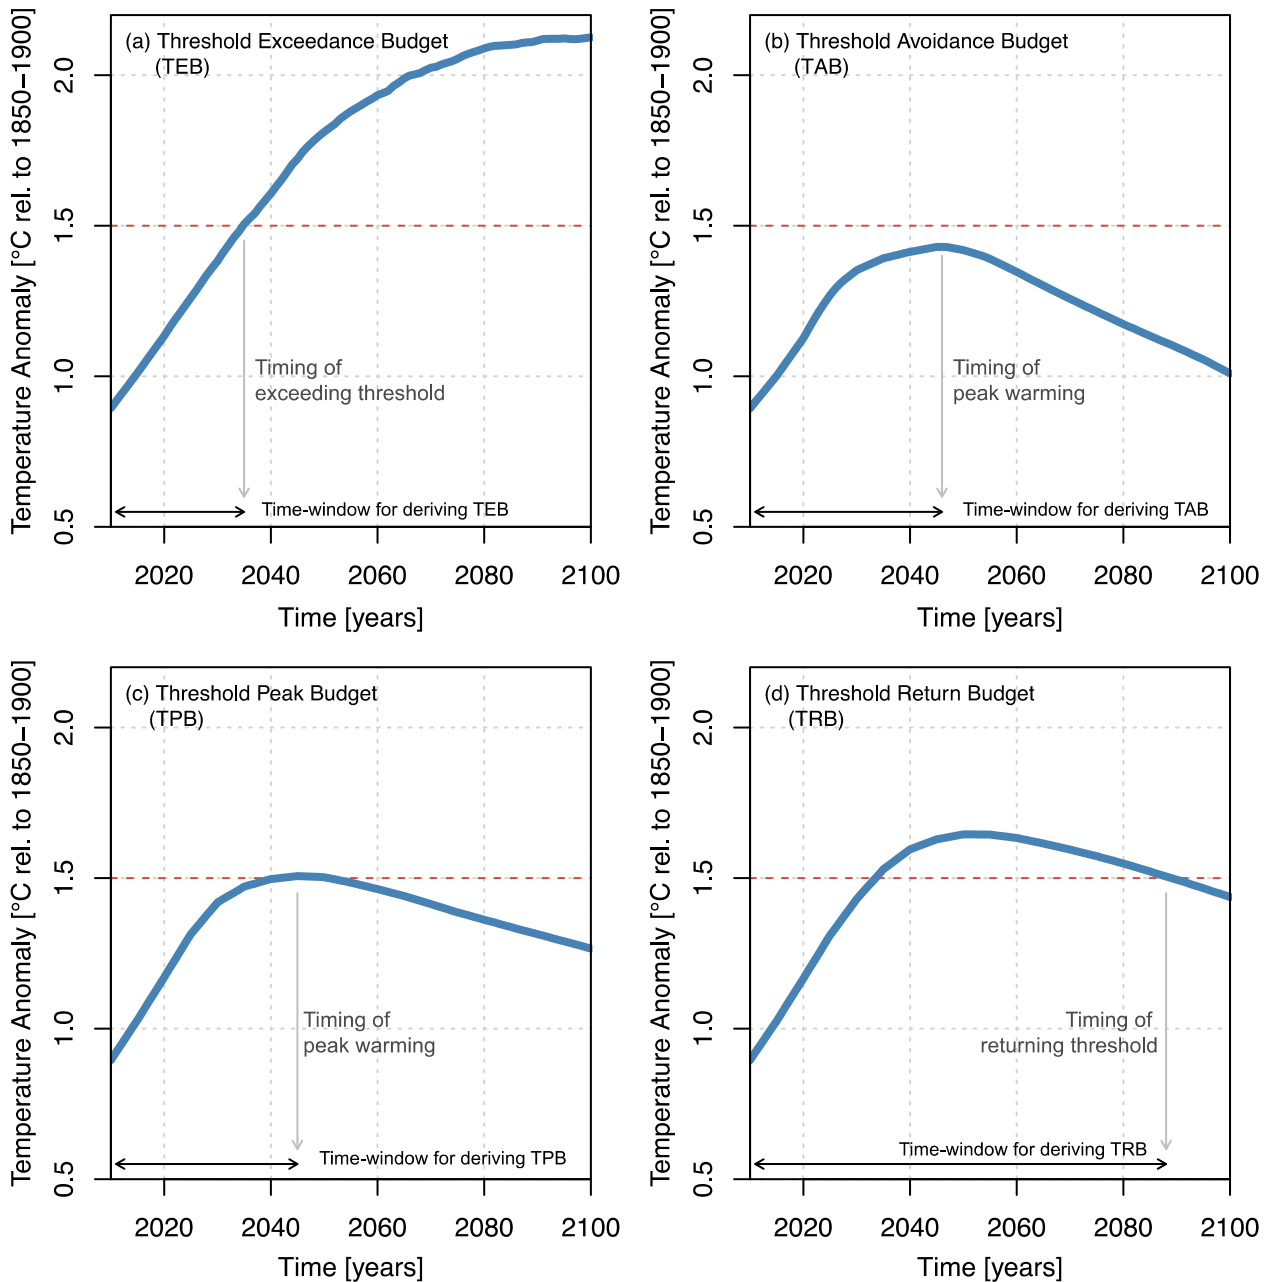 (a) Threshold Exceedance Budget
(TEB)
Temperature Anomaly [°C rel. to 1850−1900]
2.0
1.5
1.0
0.5
Timing of
exceeding threshold
Time-window for deriving TEB
2020 2040 2060 2080 2100
Time [years]
(b) Threshold Avoidance Budget
(TAB)
Temperature Anomaly [°C rel. to 1850−1900]
2.0
1.5
1.0
0.5
Timing of
peak warming
Time-window for deriving TAB
2020 2040 2060 2080 2100
Time [years]
(c) Threshold Peak Budget
(TPB)
Temperature Anomaly [°C rel. to 1850−1900]
2.0
1.5
1.0
0.5
Timing of
peak warming
Time-window for deriving TPB
2020 2040 2060 2080 2100
Time [years]
(d) Threshold Return Budget
(TRB)
Temperature Anomaly [°C rel. to 1850−1900]
2.0
1.5
1.0
0.5
Timing of
returning threshold
Time-window for deriving TRB
2020 2040 2060 2080 2100
Time [years]